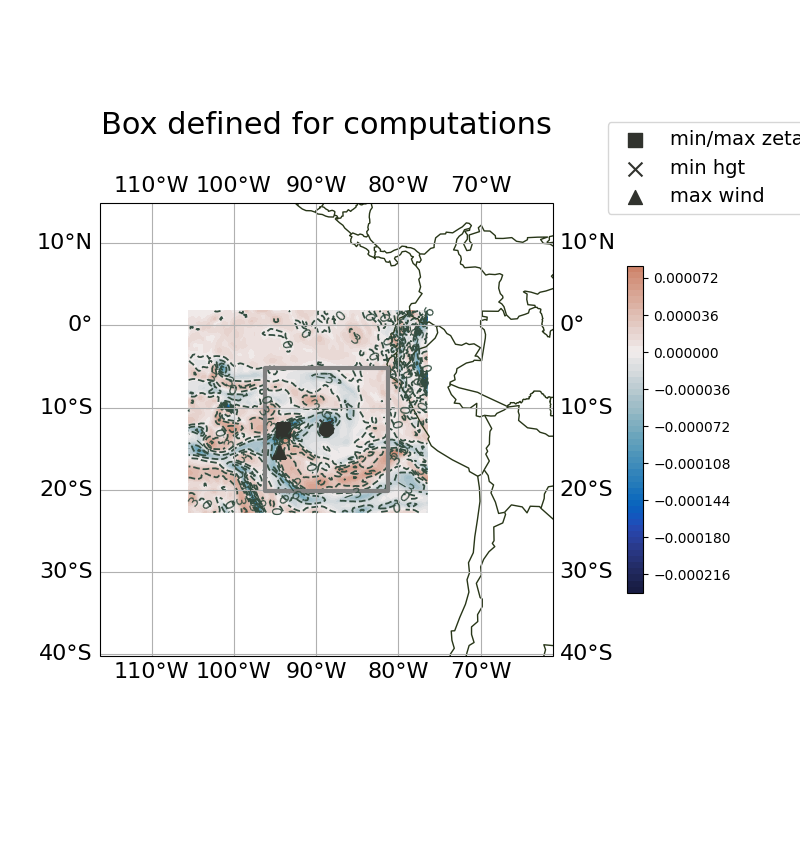 Box defined for computations
min/max zeta
min hgt
max wind
110°W 100°W 90°W 80°W 70°W
10°N 10°N
0° 0°
10°S 10°S
20°S 20°S
30°S 30°S
40°S 40°S
110°W 100°W 90°W 80°W 70°W
0.000072
0.000036
0.000000
−0.000036
−0.000072
−0.000108
−0.000144
−0.000180
−0.000216